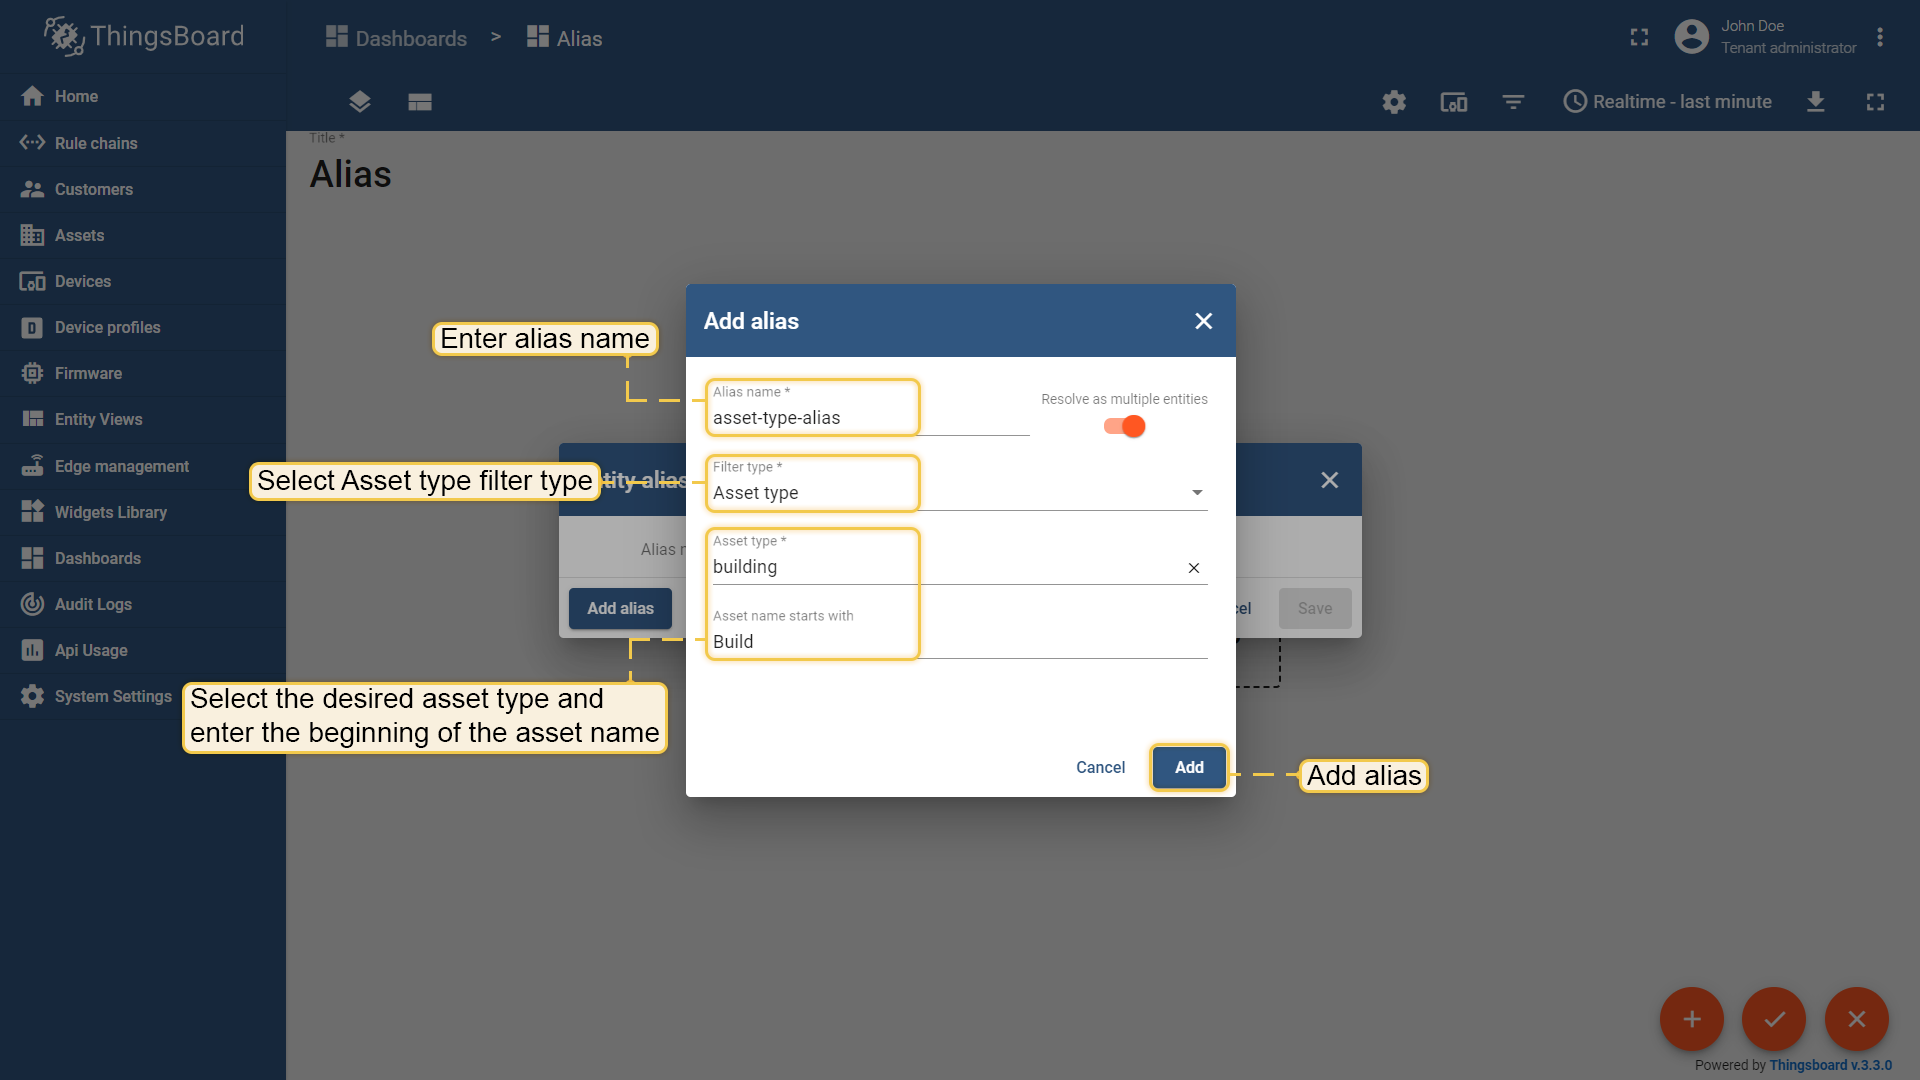 ThingsBoard
Dashboards > Alias
John Doe
Tenant administrator
Home
Rule chains
Customers
Assets
Devices
Device profiles
Firmware
Entity Views
Edge management
Widgets Library
Dashboards
Audit Logs
Api Usage
System Settings
Realtime - last minute
Title *
Alias
Add alias
Enter alias name
Alias name *
asset-type-alias
Resolve as multiple entities
Select Asset type filter type
tity alias
Filter type *
Asset type
Alias n
Asset type *
building
Add alias
Asset name starts with
Build
cel
Save
Select the desired asset type and
enter the beginning of the asset name
Cancel
Add
Add alias
Powered by Thingsboard v.3.3.0